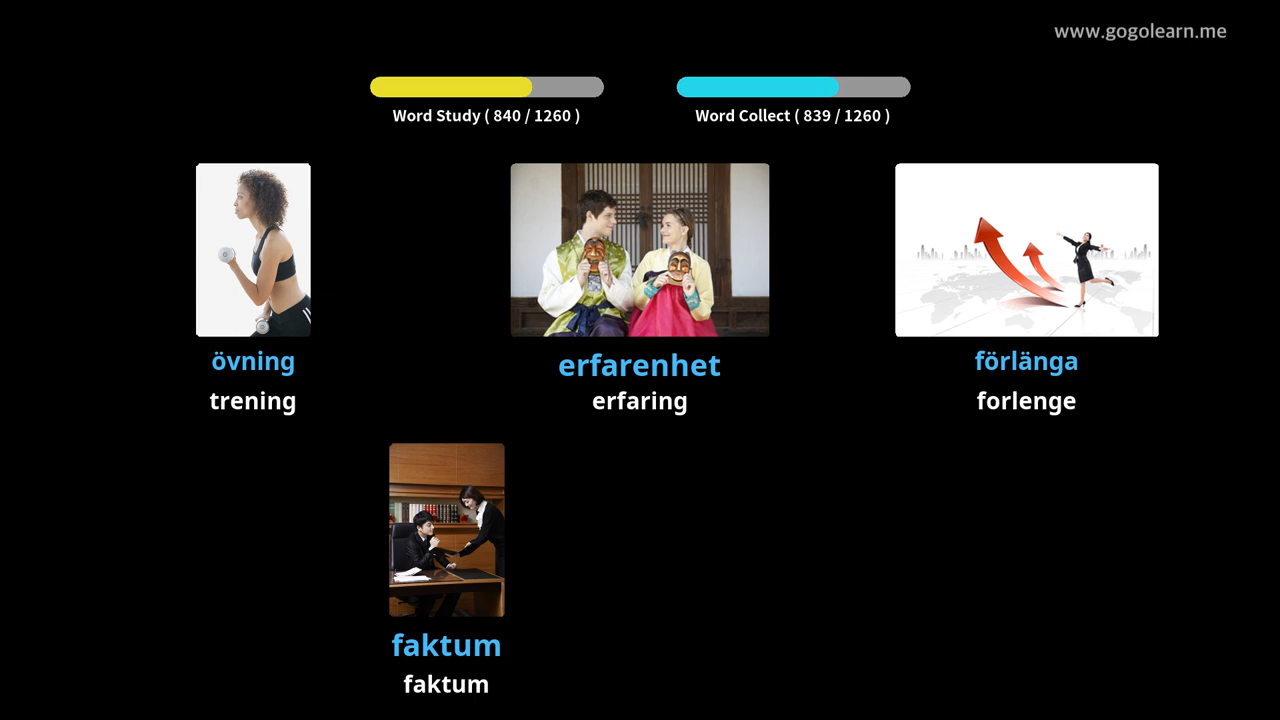 www.gogolearn.me
Word Study ( 840 / 1260 )
Word Collect ( 839 / 1260 )
övning
erfarenhet
förlänga
trening
erfaring
forlenge
faktum
faktum